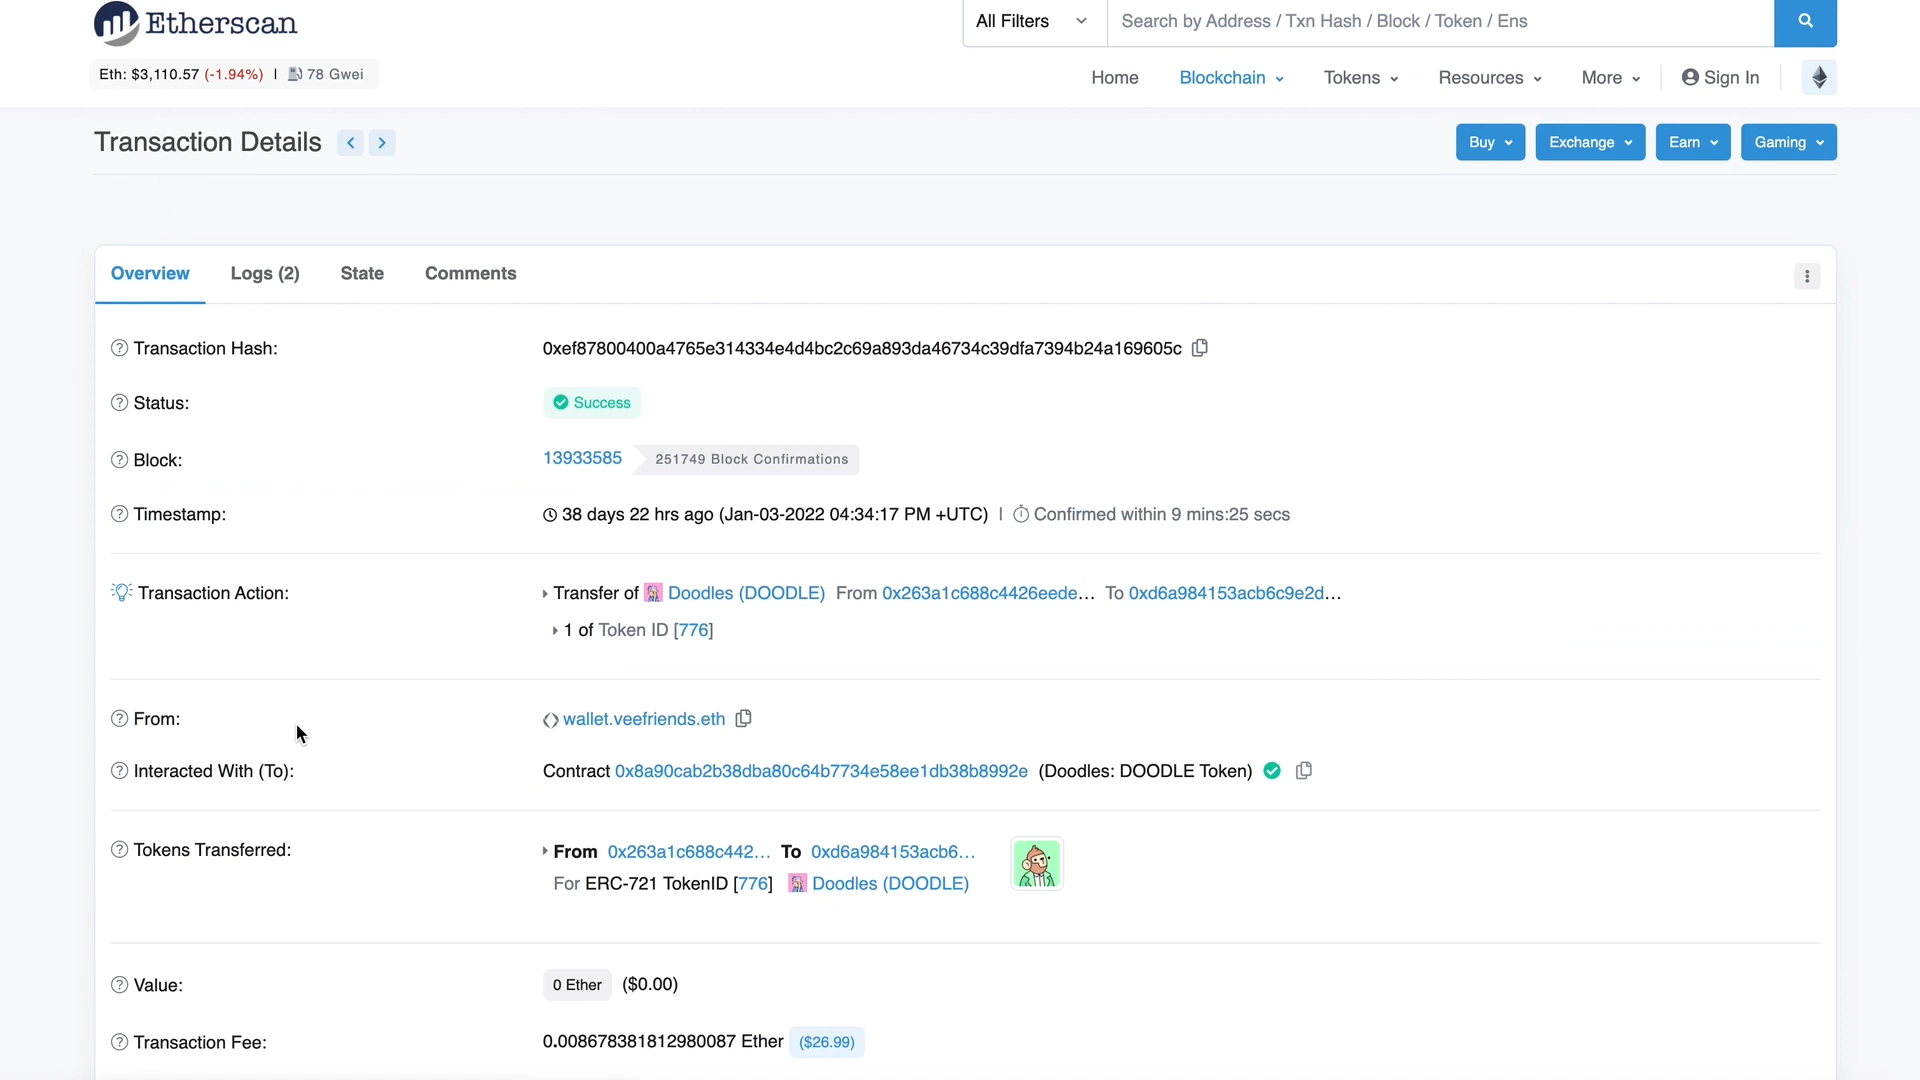 Etherscan
All Filters
Search by Address / Txn Hash / Block / Token / Ens
Eth: $3,110.57 (-1.94%) | 78 Gwei
Home Blockchain Tokens Resources More Sign In
Transaction Details
Buy Exchange Earn Gaming
Overview Logs (2) State Comments
Transaction Hash: 0xef87800400a4765e314334e4d4bc2c69a893da46734c39dfa7394b24a169605c
Status: Success
Block: 13933585 251749 Block Confirmations
Timestamp: 38 days 22 hrs ago (Jan-03-2022 04:34:17 PM +UTC) | Confirmed within 9 mins:25 secs
Transaction Action: Transfer of Doodles (DOODLE) From 0x263a1c688c4426eede... To 0xd6a984153acb6c9e2d...
1 of Token ID [776]
From: wallet.veefriends.eth
Interacted With (To): Contract 0x8a90cab2b38dba80c64b7734e58ee1db38b8992e (Doodles: DOODLE Token)
Tokens Transferred: From 0x263a1c688c442... To 0xd6a984153acb6...
For ERC-721 TokenID [776] Doodles (DOODLE)
Value: 0 Ether ($0.00)
Transaction Fee: 0.008678381812980087 Ether ($26.99)